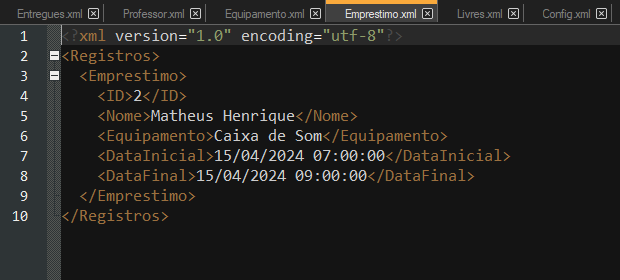 Entregues.xml Professor.xml Equipamento.xml Emprestimo.xml Livres.xml Config.xml
1 <?xml version="1.0" encoding="utf-8"?>
2 <Registros>
3 <Emprestimo>
4 <ID>2</ID>
5 <Nome>Matheus Henrique</Nome>
6 <Equipamento>Caixa de Som</Equipamento>
7 <DataInicial>15/04/2024 07:00:00</DataInicial>
8 <DataFinal>15/04/2024 09:00:00</DataFinal>
9 </Emprestimo>
10 </Registros>